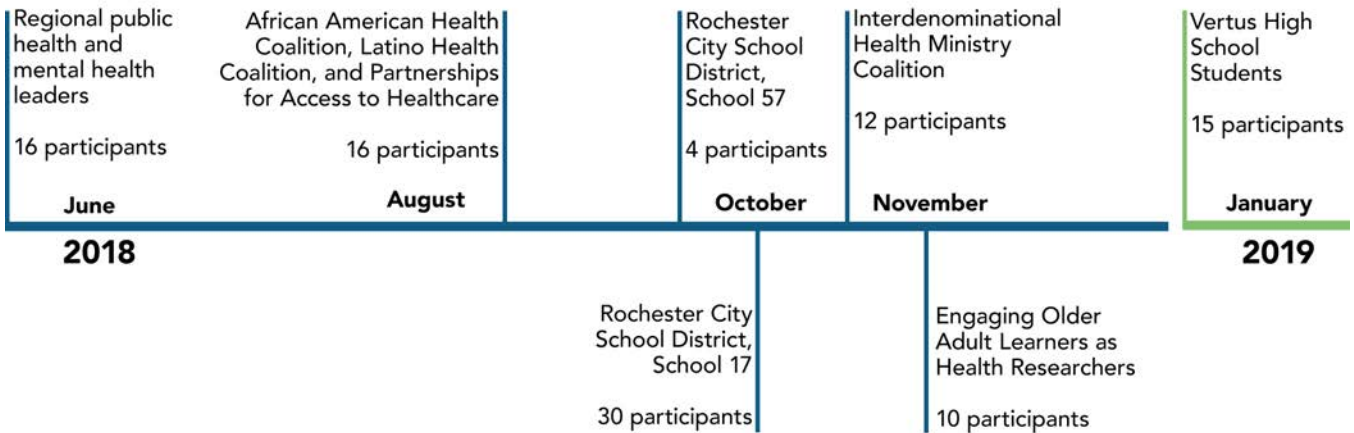 Regional public
health and
mental health
leaders
16 participants
June
2018
African American Health
Coalition, Latino Health
Coalition, and Partnerships
for Access to Healthcare
16 participants
August
Rochester
City School
District,
School 57
4 participants
October
Rochester City
School District,
School 17
30 participants
Interdenominational
Health Ministry
Coalition
12 participants
November
Engaging Older
Adult Learners as
Health Researchers
10 participants
Vertus High
School
Students
15 participants
January
2019